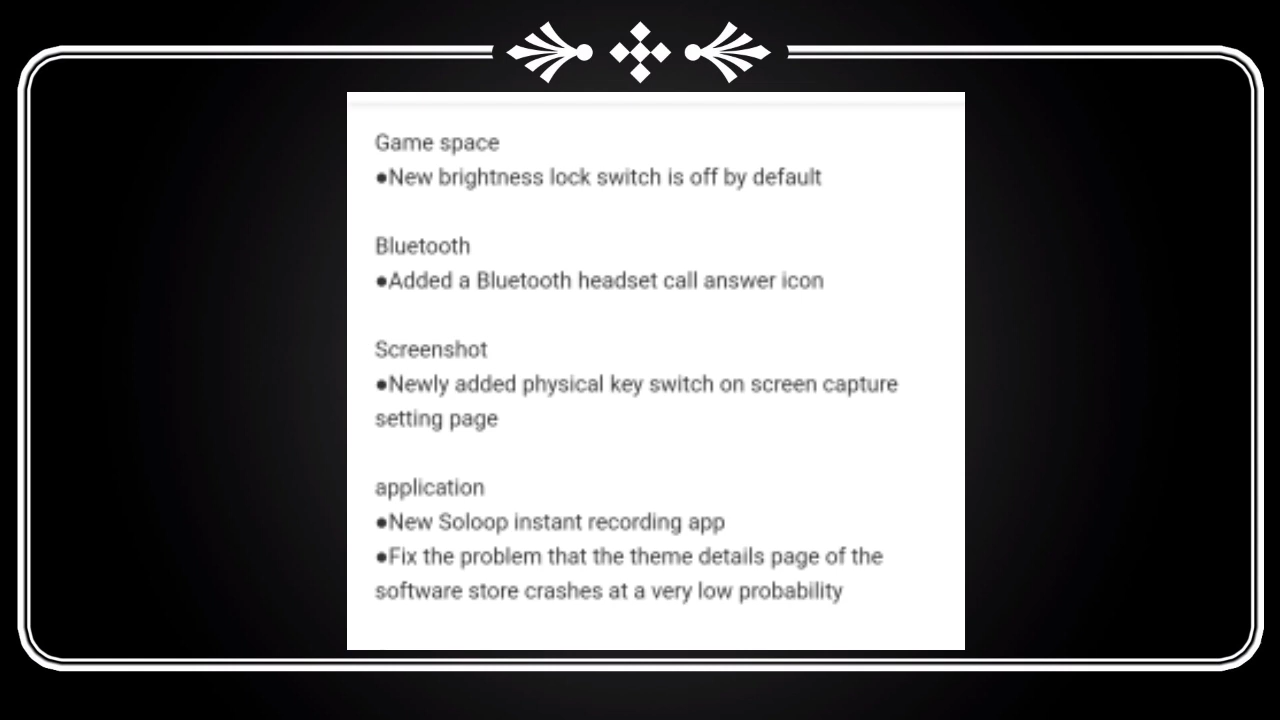 Game space
●New brightness lock switch is off by default
Bluetooth
●Added a Bluetooth headset call answer icon
Screenshot
●Newly added physical key switch on screen capture
setting page
application
●New Soloop instant recording app
●Fix the problem that the theme details page of the
software store crashes at a very low probability